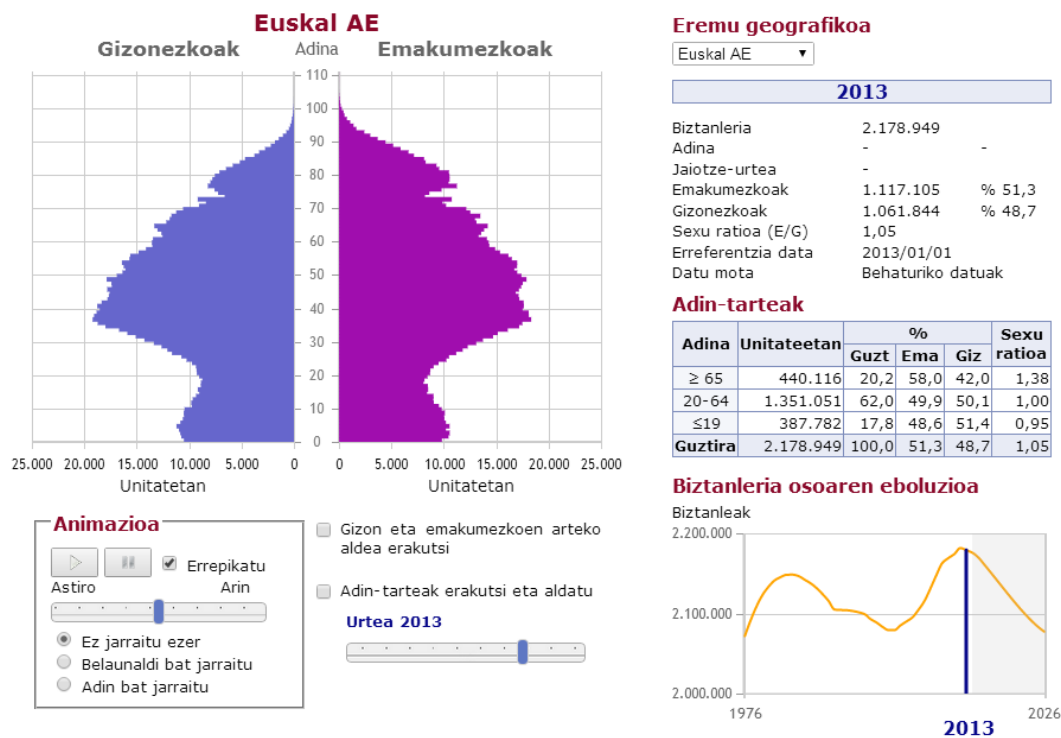 Euskal AE
Gizonezkoak
Adina
Emakumezkoak
110
100
90
80
70
60
50
40
30
20
10
0
25.000 20.000 15.000 10.000 5.000 0
0 5.000 10.000 15.000 20.000 25.000
Unitatetan
Unitatetan
Animazioa
Errepikatu
Astiro Arin
Ez jarraitu ezer
Belaunaldi bat jarraitu
Adin bat jarraitu
Gizon eta emakumezkoen arteko
aldea erakutsi
Adin-tarteak erakutsi eta aldatu
Urtea 2013
Eremu geografikoa
Euskal AE
2013
Biztanleria 2.178.949
Adina - -
Jaiotze-urtea -
Emakumezkoak 1.117.105 % 51,3
Gizonezkoak 1.061.844 % 48,7
Sexu ratioa (E/G) 1,05
Erreferentzia data 2013/01/01
Datu mota Behaturiko datuak
Adin-tarteak
Adina Unitateetan % Sexu ratioa
Guzt Ema Giz
≥ 65 440.116 20,2 58,0 42,0 1,38
20-64 1.351.051 62,0 49,9 50,1 1,00
≤19 387.782 17,8 48,6 51,4 0,95
Guztira 2.178.949 100,0 51,3 48,7 1,05
Biztanleria osoaren eboluzioa
Biztanleak
2.200.000
2.100.000
2.000.000
1976 2026
2013